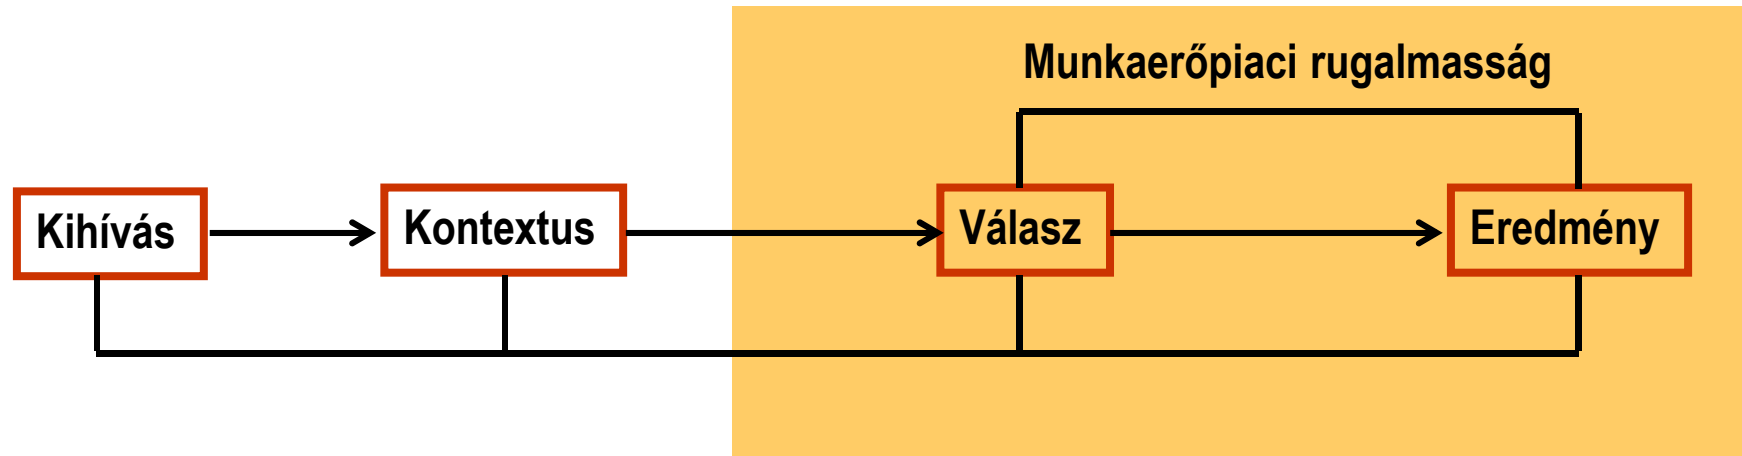 Munkaerőpiaci rugalmasság
Kihívás
Kontextus
Válasz
Eredmény